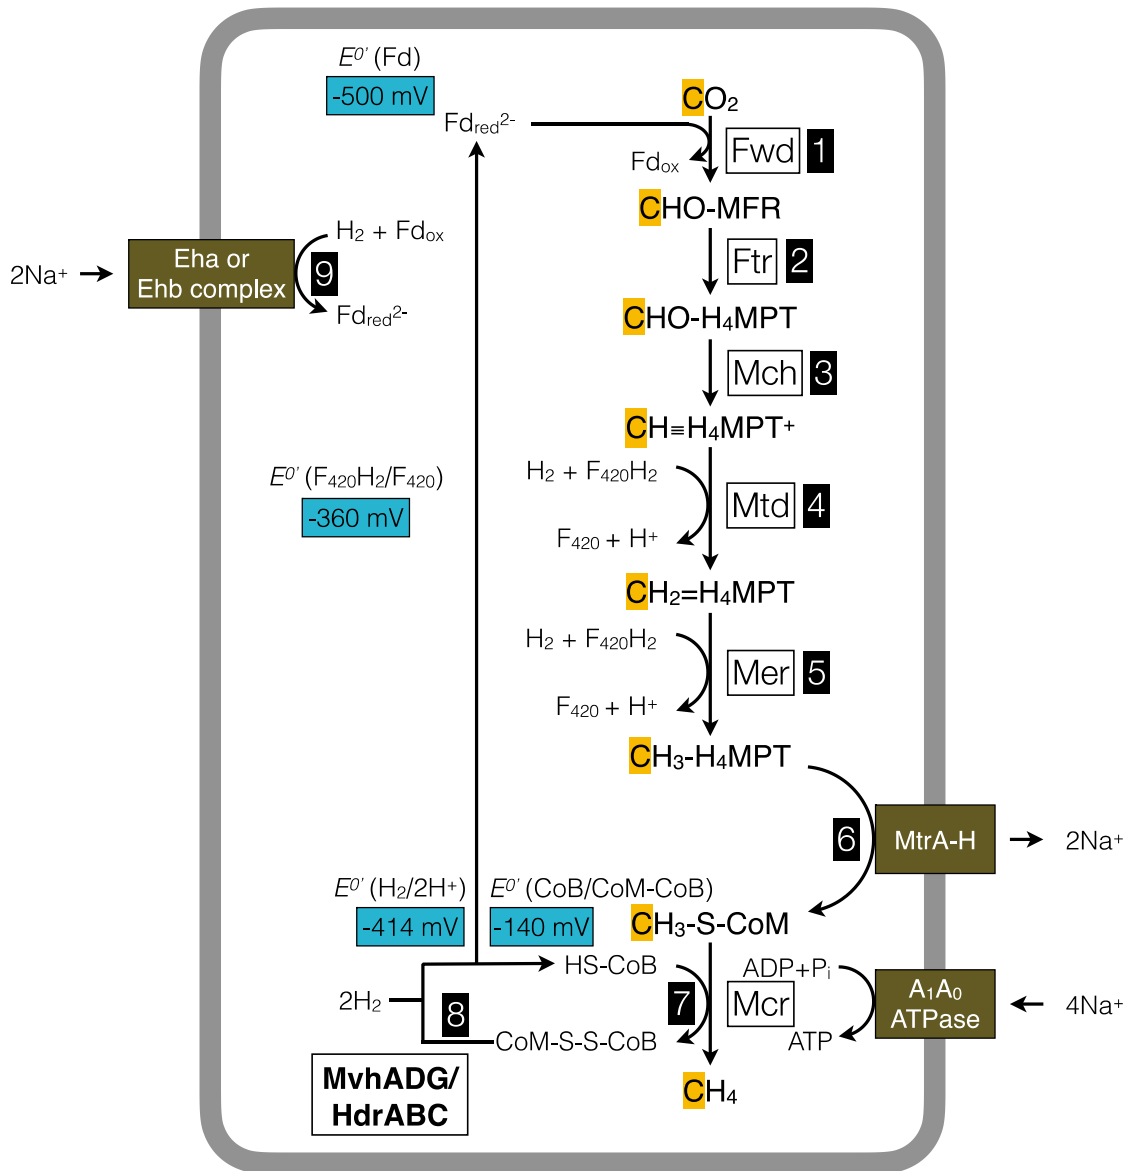 E⁰' (Fd)
-500 mV
Fdred²⁻
CO₂
Fdox
Fwd 1
CHO-MFR
H₂ + Fdox
Eha or
Ehb complex
9
2Na⁺
Fdred²⁻
Ftr 2
CHO-H₄MPT
Mch 3
CH≡H₄MPT⁺
E⁰' (F₄₂₀H₂/F₄₂₀)
-360 mV
H₂ + F₄₂₀H₂
Mtd 4
F₄₂₀ + H⁺
CH₂=H₄MPT
H₂ + F₄₂₀H₂
Mer 5
F₄₂₀ + H⁺
CH₃-H₄MPT
6
MtrA-H
2Na⁺
E⁰' (H₂/2H⁺)
-414 mV
E⁰' (CoB/CoM-CoB)
-140 mV
CH₃-S-CoM
HS-CoB
2H₂
8
7
Mcr
CoM-S-S-CoB
ADP+Pᵢ
ATP
A₁A₀
ATPase
4Na⁺
MvhADG/
HdrABC
CH₄